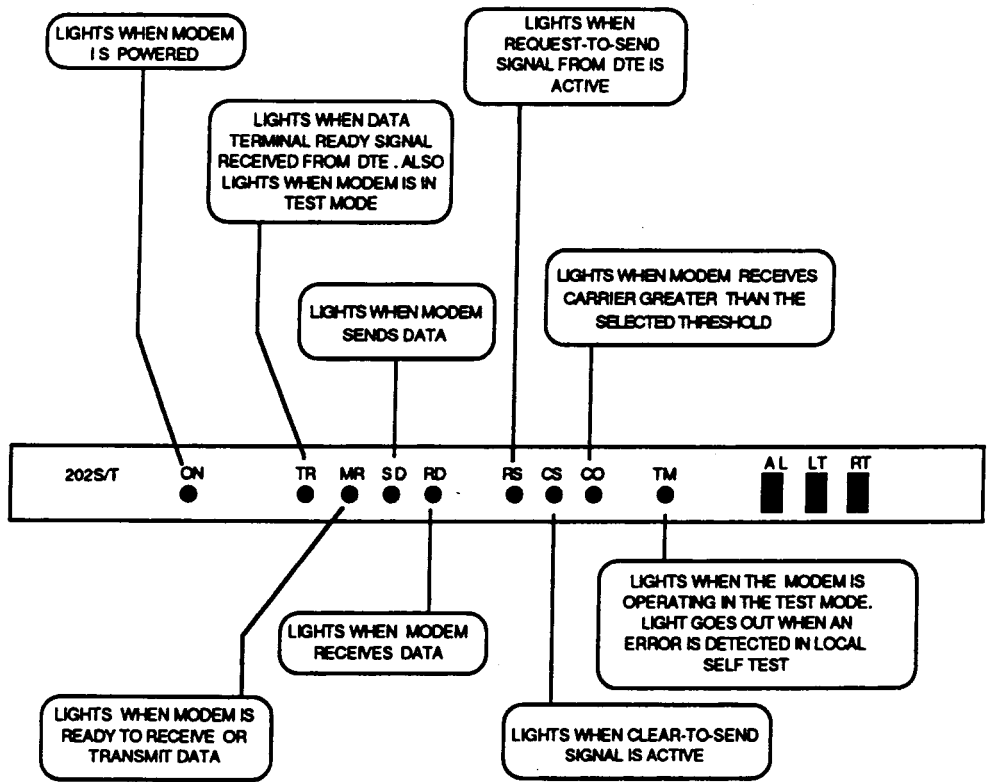 LIGHTS WHEN MODEM
IS POWERED
LIGHTS WHEN
REQUEST-TO-SEND
SIGNAL FROM DTE IS
ACTIVE
LIGHTS WHEN DATA
TERMINAL READY SIGNAL
RECEIVED FROM DTE . ALSO
LIGHTS WHEN MODEM IS IN
TEST MODE
LIGHTS WHEN MODEM
SENDS DATA
LIGHTS WHEN MODEM RECEIVES
CARRIER GREATER THAN THE
SELECTED THRESHOLD
202S/T ON TR MR SD RD RS CS CO TM AL LT RT
LIGHTS WHEN MODEM IS
READY TO RECEIVE OR
TRANSMIT DATA
LIGHTS WHEN MODEM
RECEIVES DATA
LIGHTS WHEN CLEAR-TO-SEND
SIGNAL IS ACTIVE
LIGHTS WHEN THE MODEM IS
OPERATING IN THE TEST MODE.
LIGHT GOES OUT WHEN AN
ERROR IS DETECTED IN LOCAL
SELF TEST